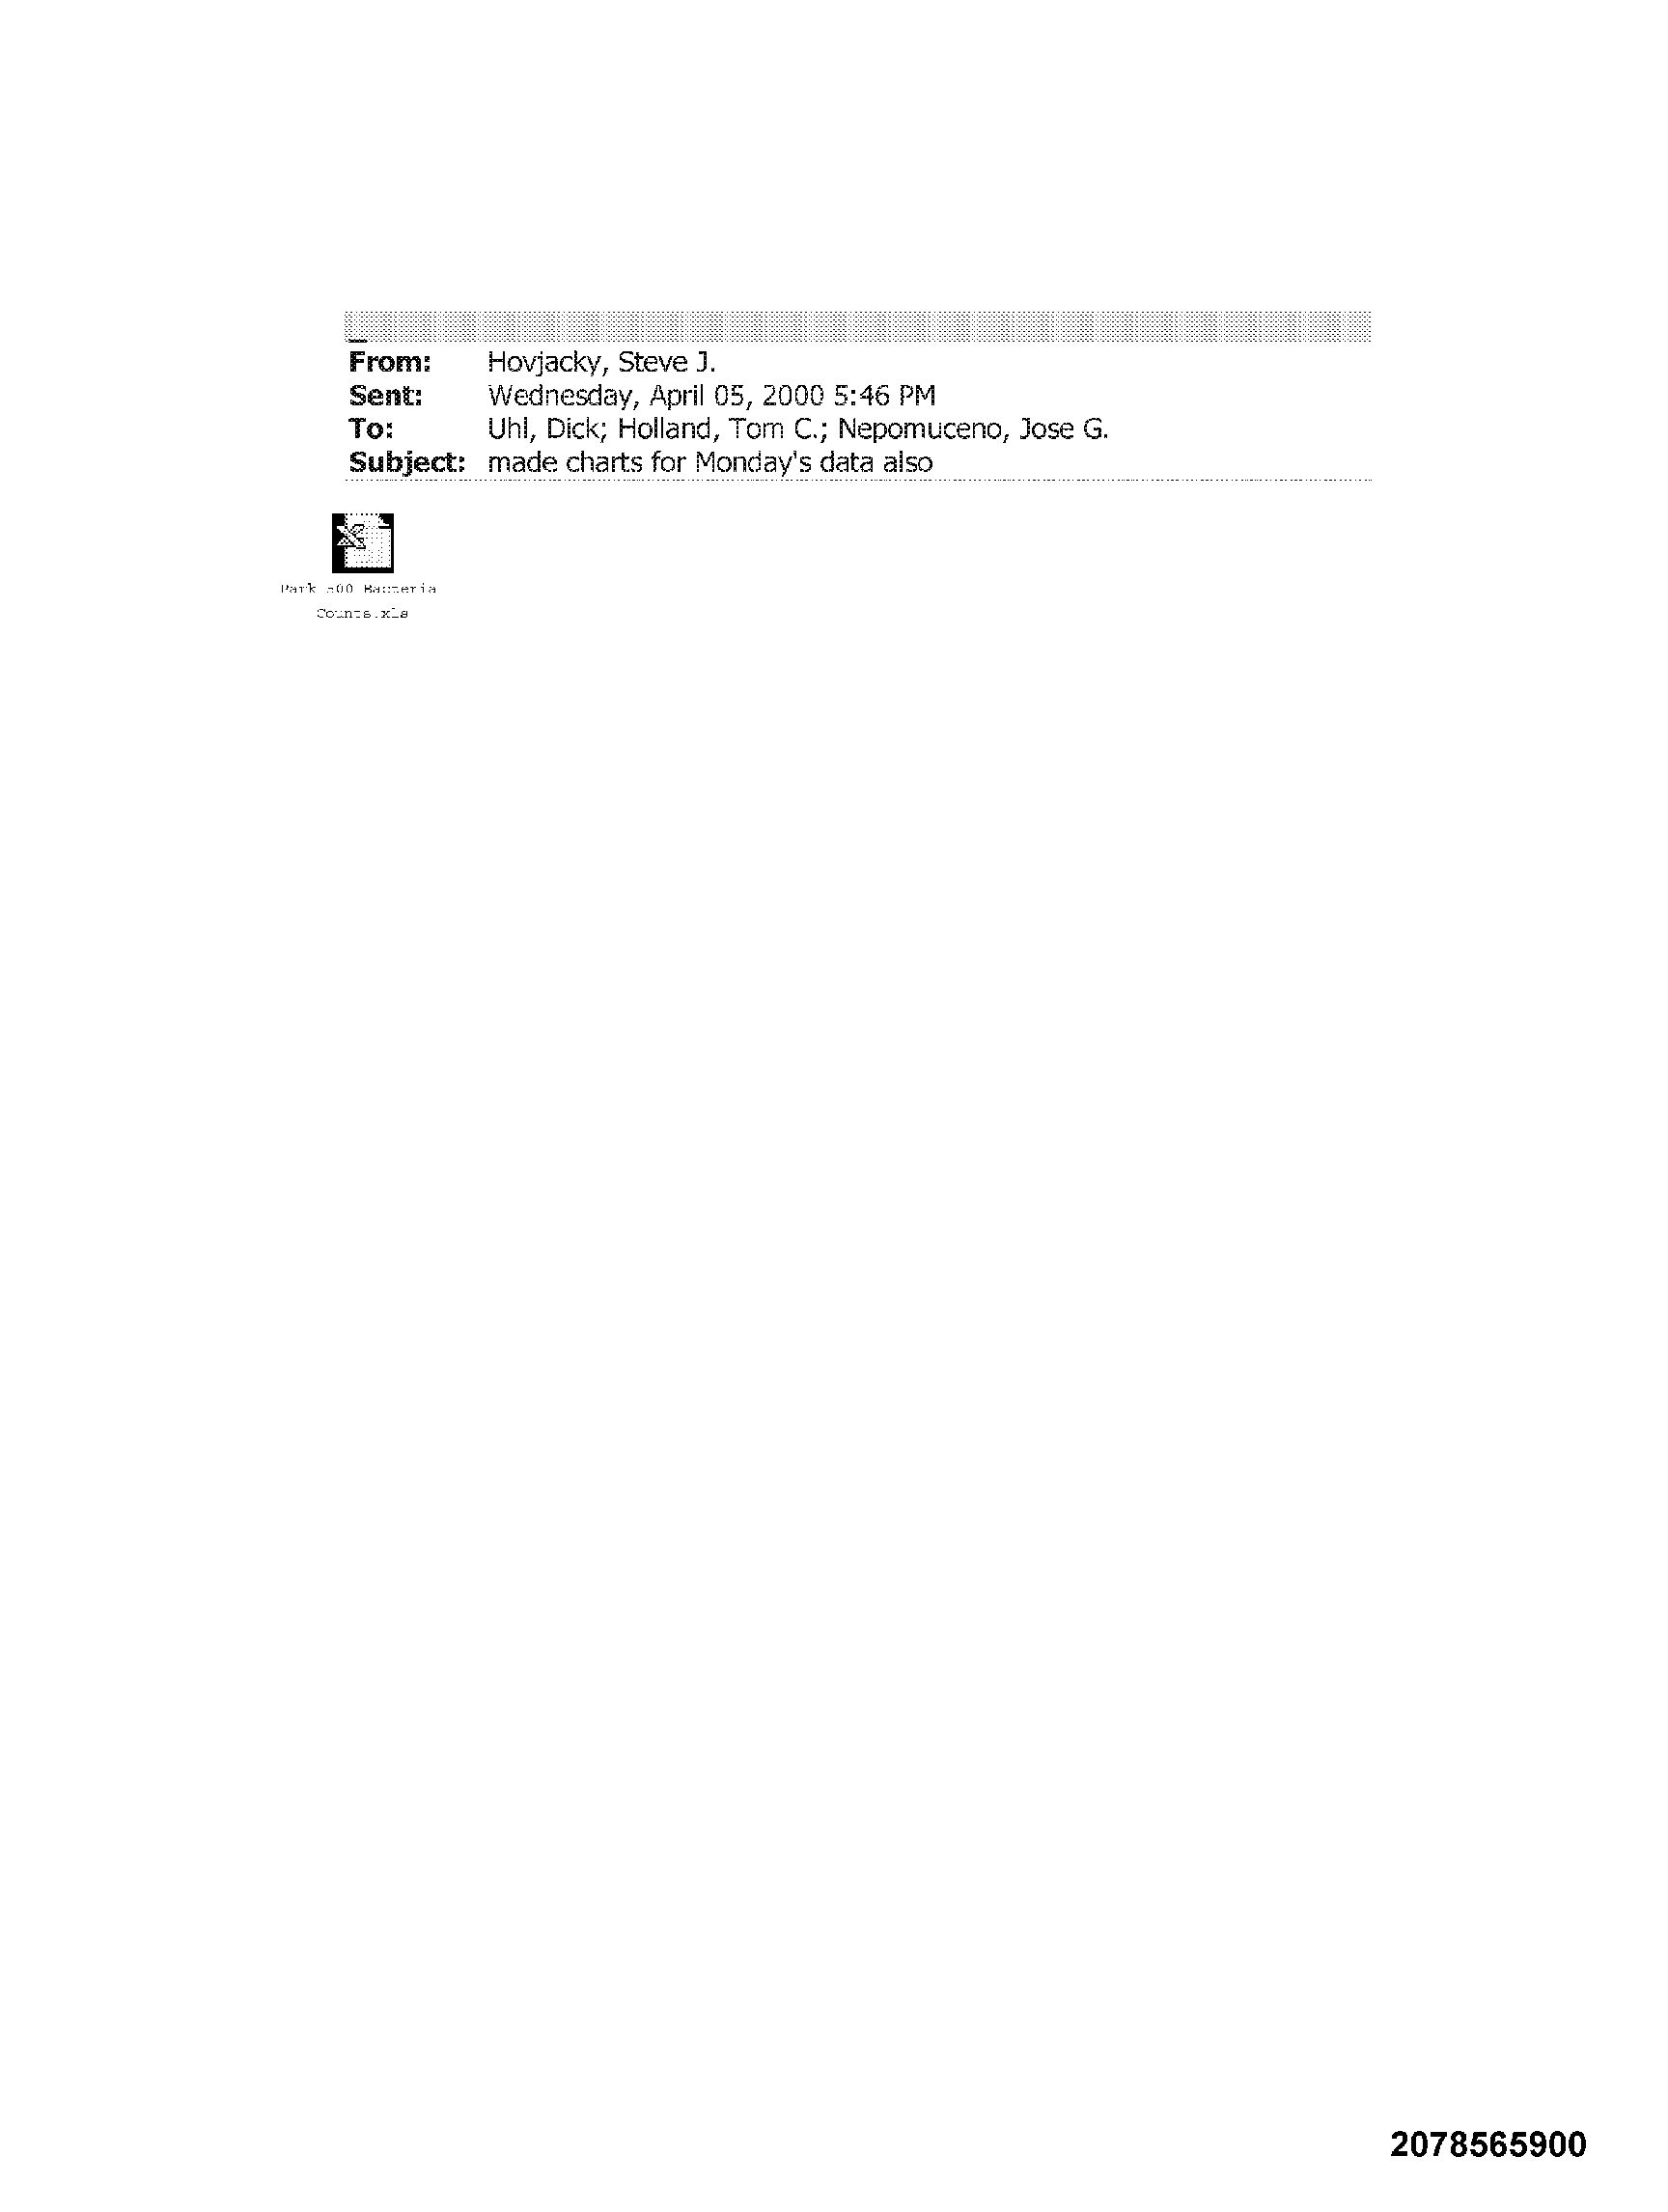 From: Hovjacky, Steve J.
Sent: Wednesday, April 05, 2000 5:46 PM
To: Uhl, Dick; Holland, Tom C.; Nepomuceno, Jose G.
Subject: made charts for Monday's data also
Park 500 Bacteria
Counts.xls
2078565900